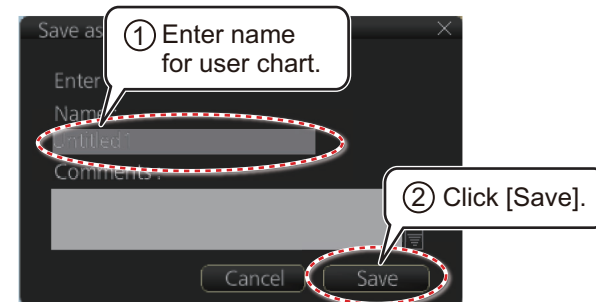 Save as
① Enter name
for user chart.
Enter
Name:
Untitled1
Comments :
② Click [Save].
Cancel
Save